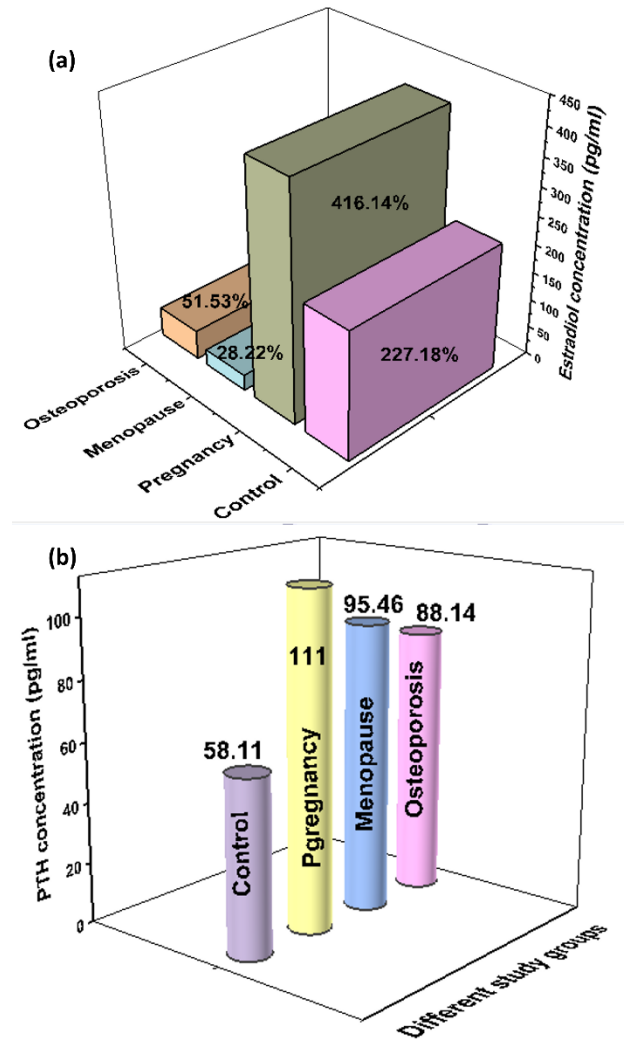 (a)
450
400
350
300
250
200
150
100
50
0
Estradiol concentration (pg/ml)
416.14%
51.53%
28.22%
227.18%
Osteoporosis
Menopause
Pregnancy
Control
(b)
PTH concentration (pg/ml)
100
80
60
40
20
0
58.11
111
95.46
88.14
Control
Pgregnancy
Menopause
Osteoporosis
Different study groups